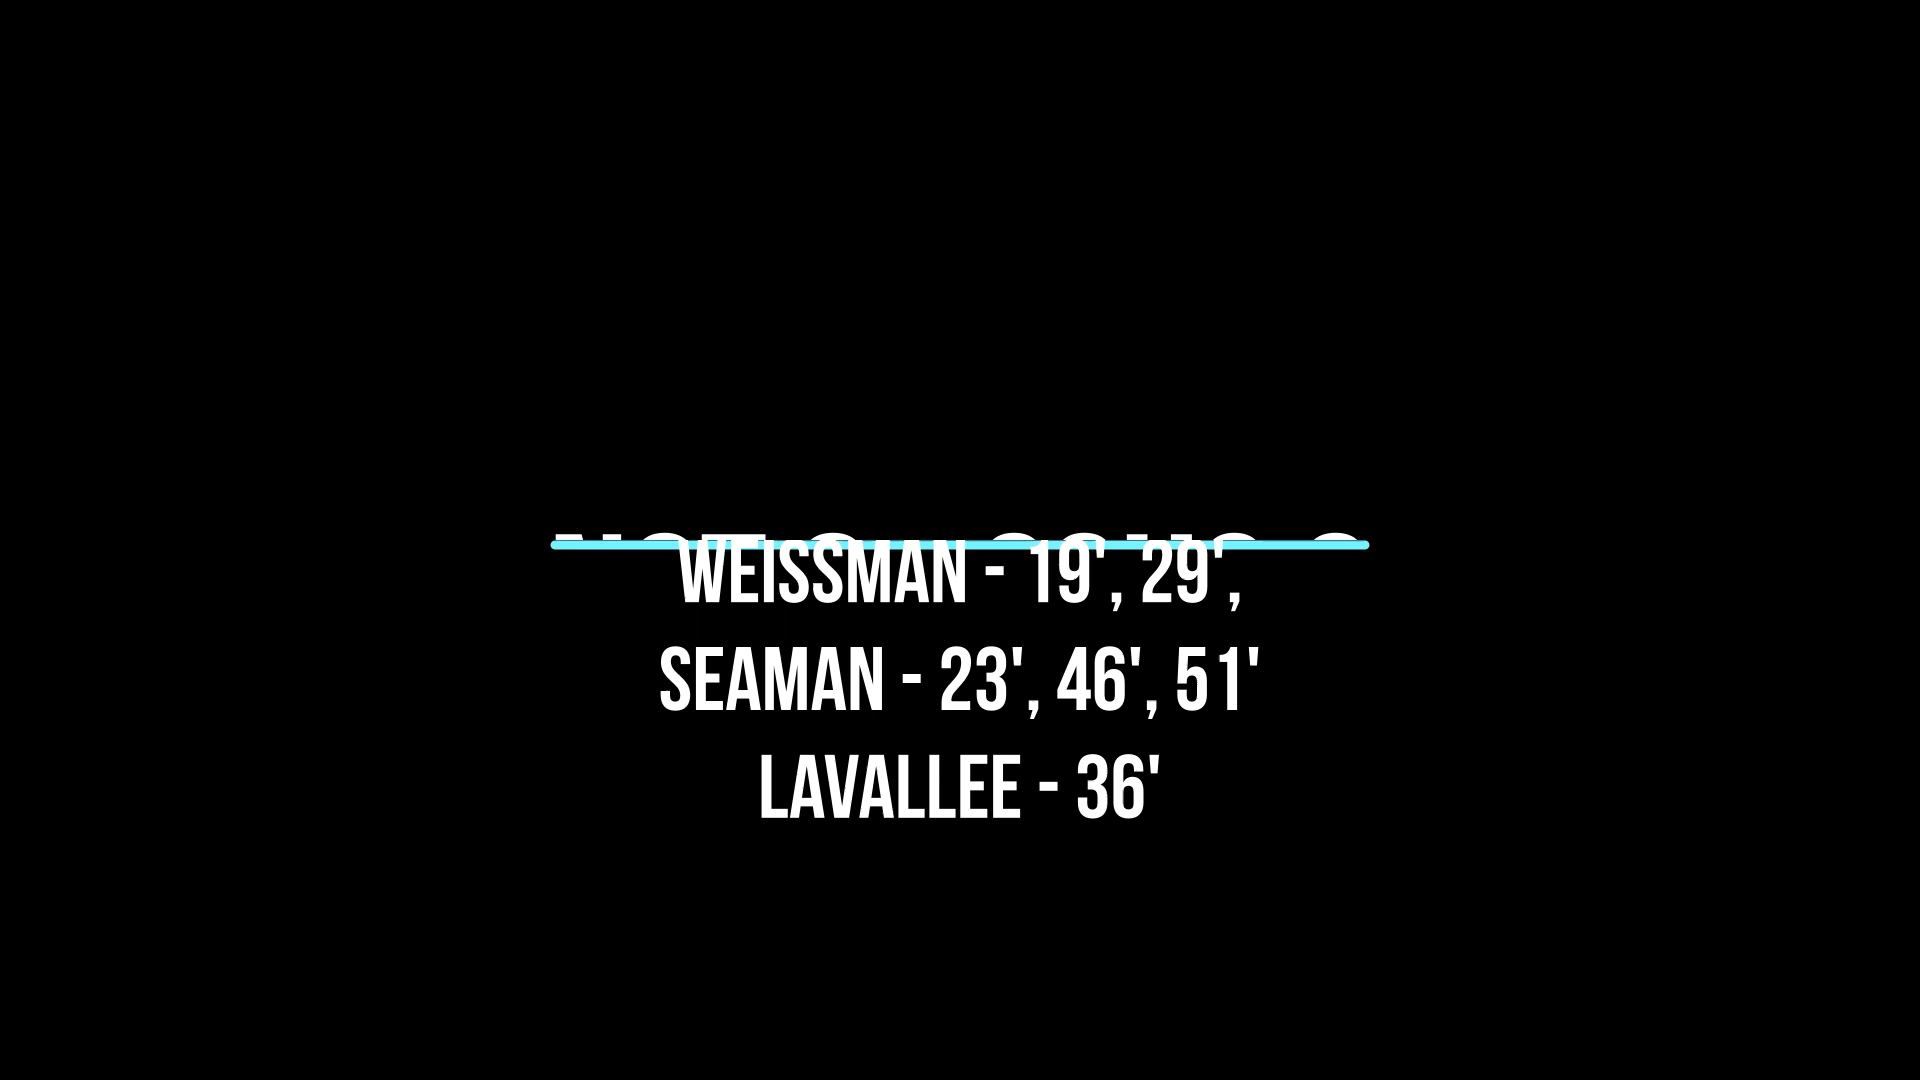 WEISSMAN - 19', 29',
SEAMAN - 23', 46', 51'
LAVALLEE - 36'